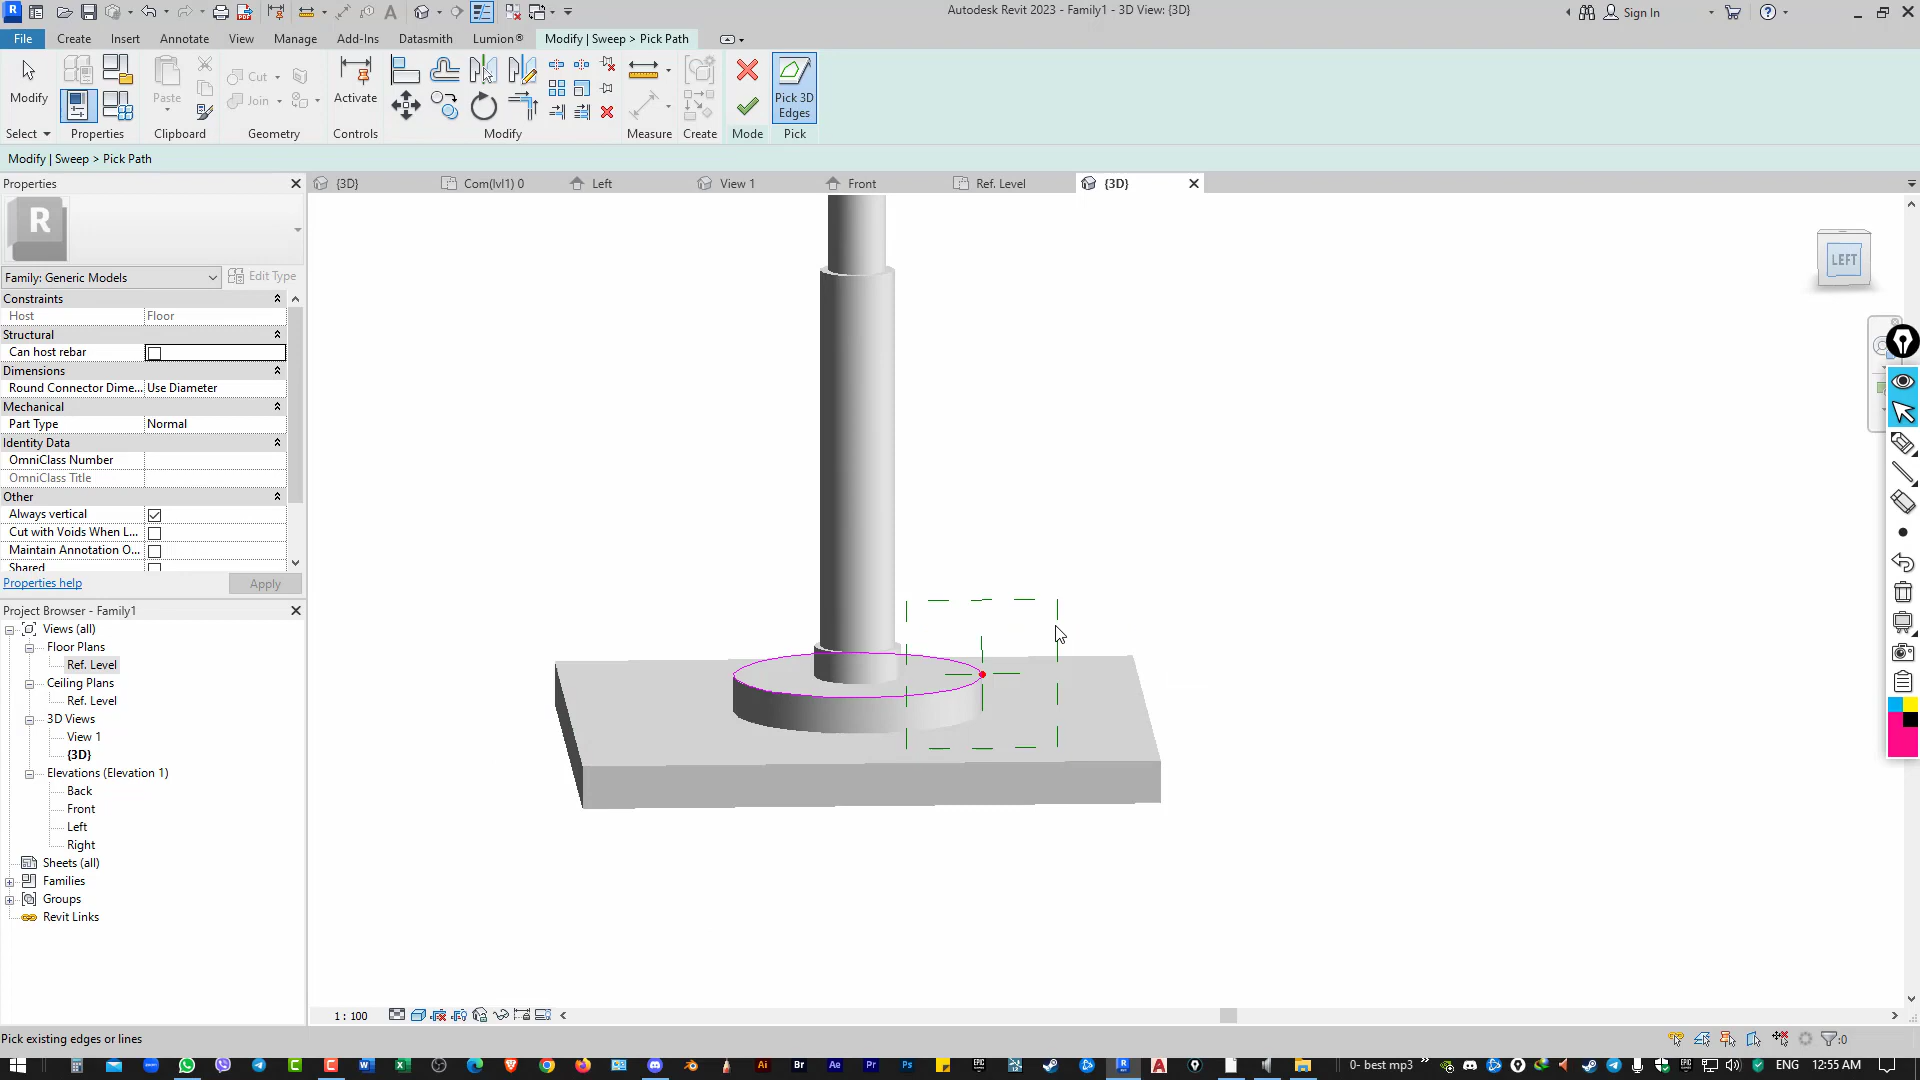 Autodesk Revit 2023 - Family1 - 3D View: {3D}
Sign In
File Create Insert Annotate View Manage Add-Ins Datasmith Lumion® Modify | Sweep > Pick Path
Modify
Paste
Cut
Join
Activate
Pick 3D
Edges
Select Properties Clipboard Geometry Controls Modify Measure Create Mode Pick
Modify | Sweep > Pick Path
Properties
{3D} Com(lvl1) 0 Left View 1 Front Ref. Level {3D}
R
LEFT
Family: Generic Models Edit Type
Constraints
Host Floor
Structural
Can host rebar
Dimensions
Round Connector Dime... Use Diameter
Mechanical
Part Type Normal
Identity Data
OmniClass Number
OmniClass Title
Other
Always vertical
Cut with Voids When L...
Maintain Annotation O...
Shared
Properties help Apply
Project Browser - Family1
Views (all)
Floor Plans
Ref. Level
Ceiling Plans
Ref. Level
3D Views
View 1
{3D}
Elevations (Elevation 1)
Back
Front
Left
Right
Sheets (all)
Families
Groups
Revit Links
1 : 100
Pick existing edges or lines
:0
0- best mp3
ENG 12:55 AM